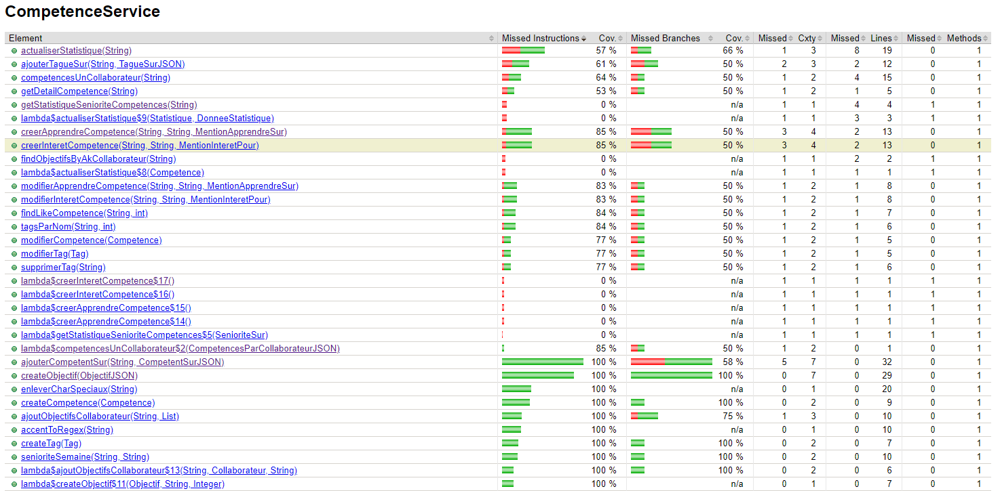 CompetenceService
Element Missed Instructions Cov. Missed Branches Cov. Missed Cxty Missed Lines Missed Methods
actualiserStatistique(String) 57 % 66 % 1 3 8 19 0 1
ajouterTagueSur(String, TagueSurJSON) 61 % 50 % 2 3 2 12 0 1
competencesUnCollaborateur(String) 64 % 50 % 1 2 4 15 0 1
getDetailCompetence(String) 53 % 50 % 1 2 1 5 0 1
getStatistiqueSenioriteCompetences(String) 0 % n/a 1 1 4 4 1 1
lambda$actualiserStatistique$9(Statistique, DonneeStatistique) 0 % n/a 1 1 3 3 1 1
creerApprendreCompetence(String, String, MentionApprendreSur) 85 % 50 % 3 4 2 13 0 1
creerInteretCompetence(String, String, MentionInteretPour) 85 % 50 % 3 4 2 13 0 1
findObjectifsByAkCollaborateur(String) 0 % n/a 1 1 2 2 1 1
lambda$actualiserStatistique$8(Competence) 0 % n/a 1 1 1 1 1 1
modifierApprendreCompetence(String, String, MentionApprendreSur) 83 % 50 % 1 2 1 8 0 1
modifierInteretCompetence(String, String, MentionInteretPour) 83 % 50 % 1 2 1 8 0 1
findLikeCompetence(String, int) 84 % 50 % 1 2 1 7 0 1
tagsParNom(String, int) 84 % 50 % 1 2 1 6 0 1
modifierCompetence(Competence) 77 % 50 % 1 2 1 5 0 1
modifierTag(Tag) 77 % 50 % 1 2 1 5 0 1
supprimerTag(String) 77 % 50 % 1 2 1 6 0 1
lambda$creerInteretCompetence$17() 0 % n/a 1 1 1 1 1 1
lambda$creerInteretCompetence$16() 0 % n/a 1 1 1 1 1 1
lambda$creerApprendreCompetence$15() 0 % n/a 1 1 1 1 1 1
lambda$creerApprendreCompetence$14() 0 % n/a 1 1 1 1 1 1
lambda$getStatistiqueSenioriteCompetences$5(SenioriteSur) 0 % n/a 1 1 1 1 1 1
lambda$competencesUnCollaborateur$2(CompetencesParCollaborateurJSON) 85 % 50 % 1 2 0 1 0 1
ajouterCompetentSur(String, CompetentSurJSON) 100 % 58 % 5 7 0 32 0 1
createObjectif(ObjectifJSON) 100 % 100 % 0 7 0 29 0 1
enleverCharSpeciaux(String) 100 % n/a 0 1 0 20 0 1
createCompetence(Competence) 100 % 100 % 0 2 0 9 0 1
ajoutObjectifsCollaborateur(String, List) 100 % 75 % 1 3 0 10 0 1
accentToRegex(String) 100 % n/a 0 1 0 10 0 1
createTag(Tag) 100 % 100 % 0 2 0 7 0 1
senioriteSemaine(String, String) 100 % 100 % 0 2 0 10 0 1
lambda$ajoutObjectifsCollaborateur$13(String, Collaborateur, String) 100 % 100 % 0 2 0 6 0 1
lambda$createObjectif$11(Objectif, String, Integer) 100 % n/a 0 1 0 7 0 1